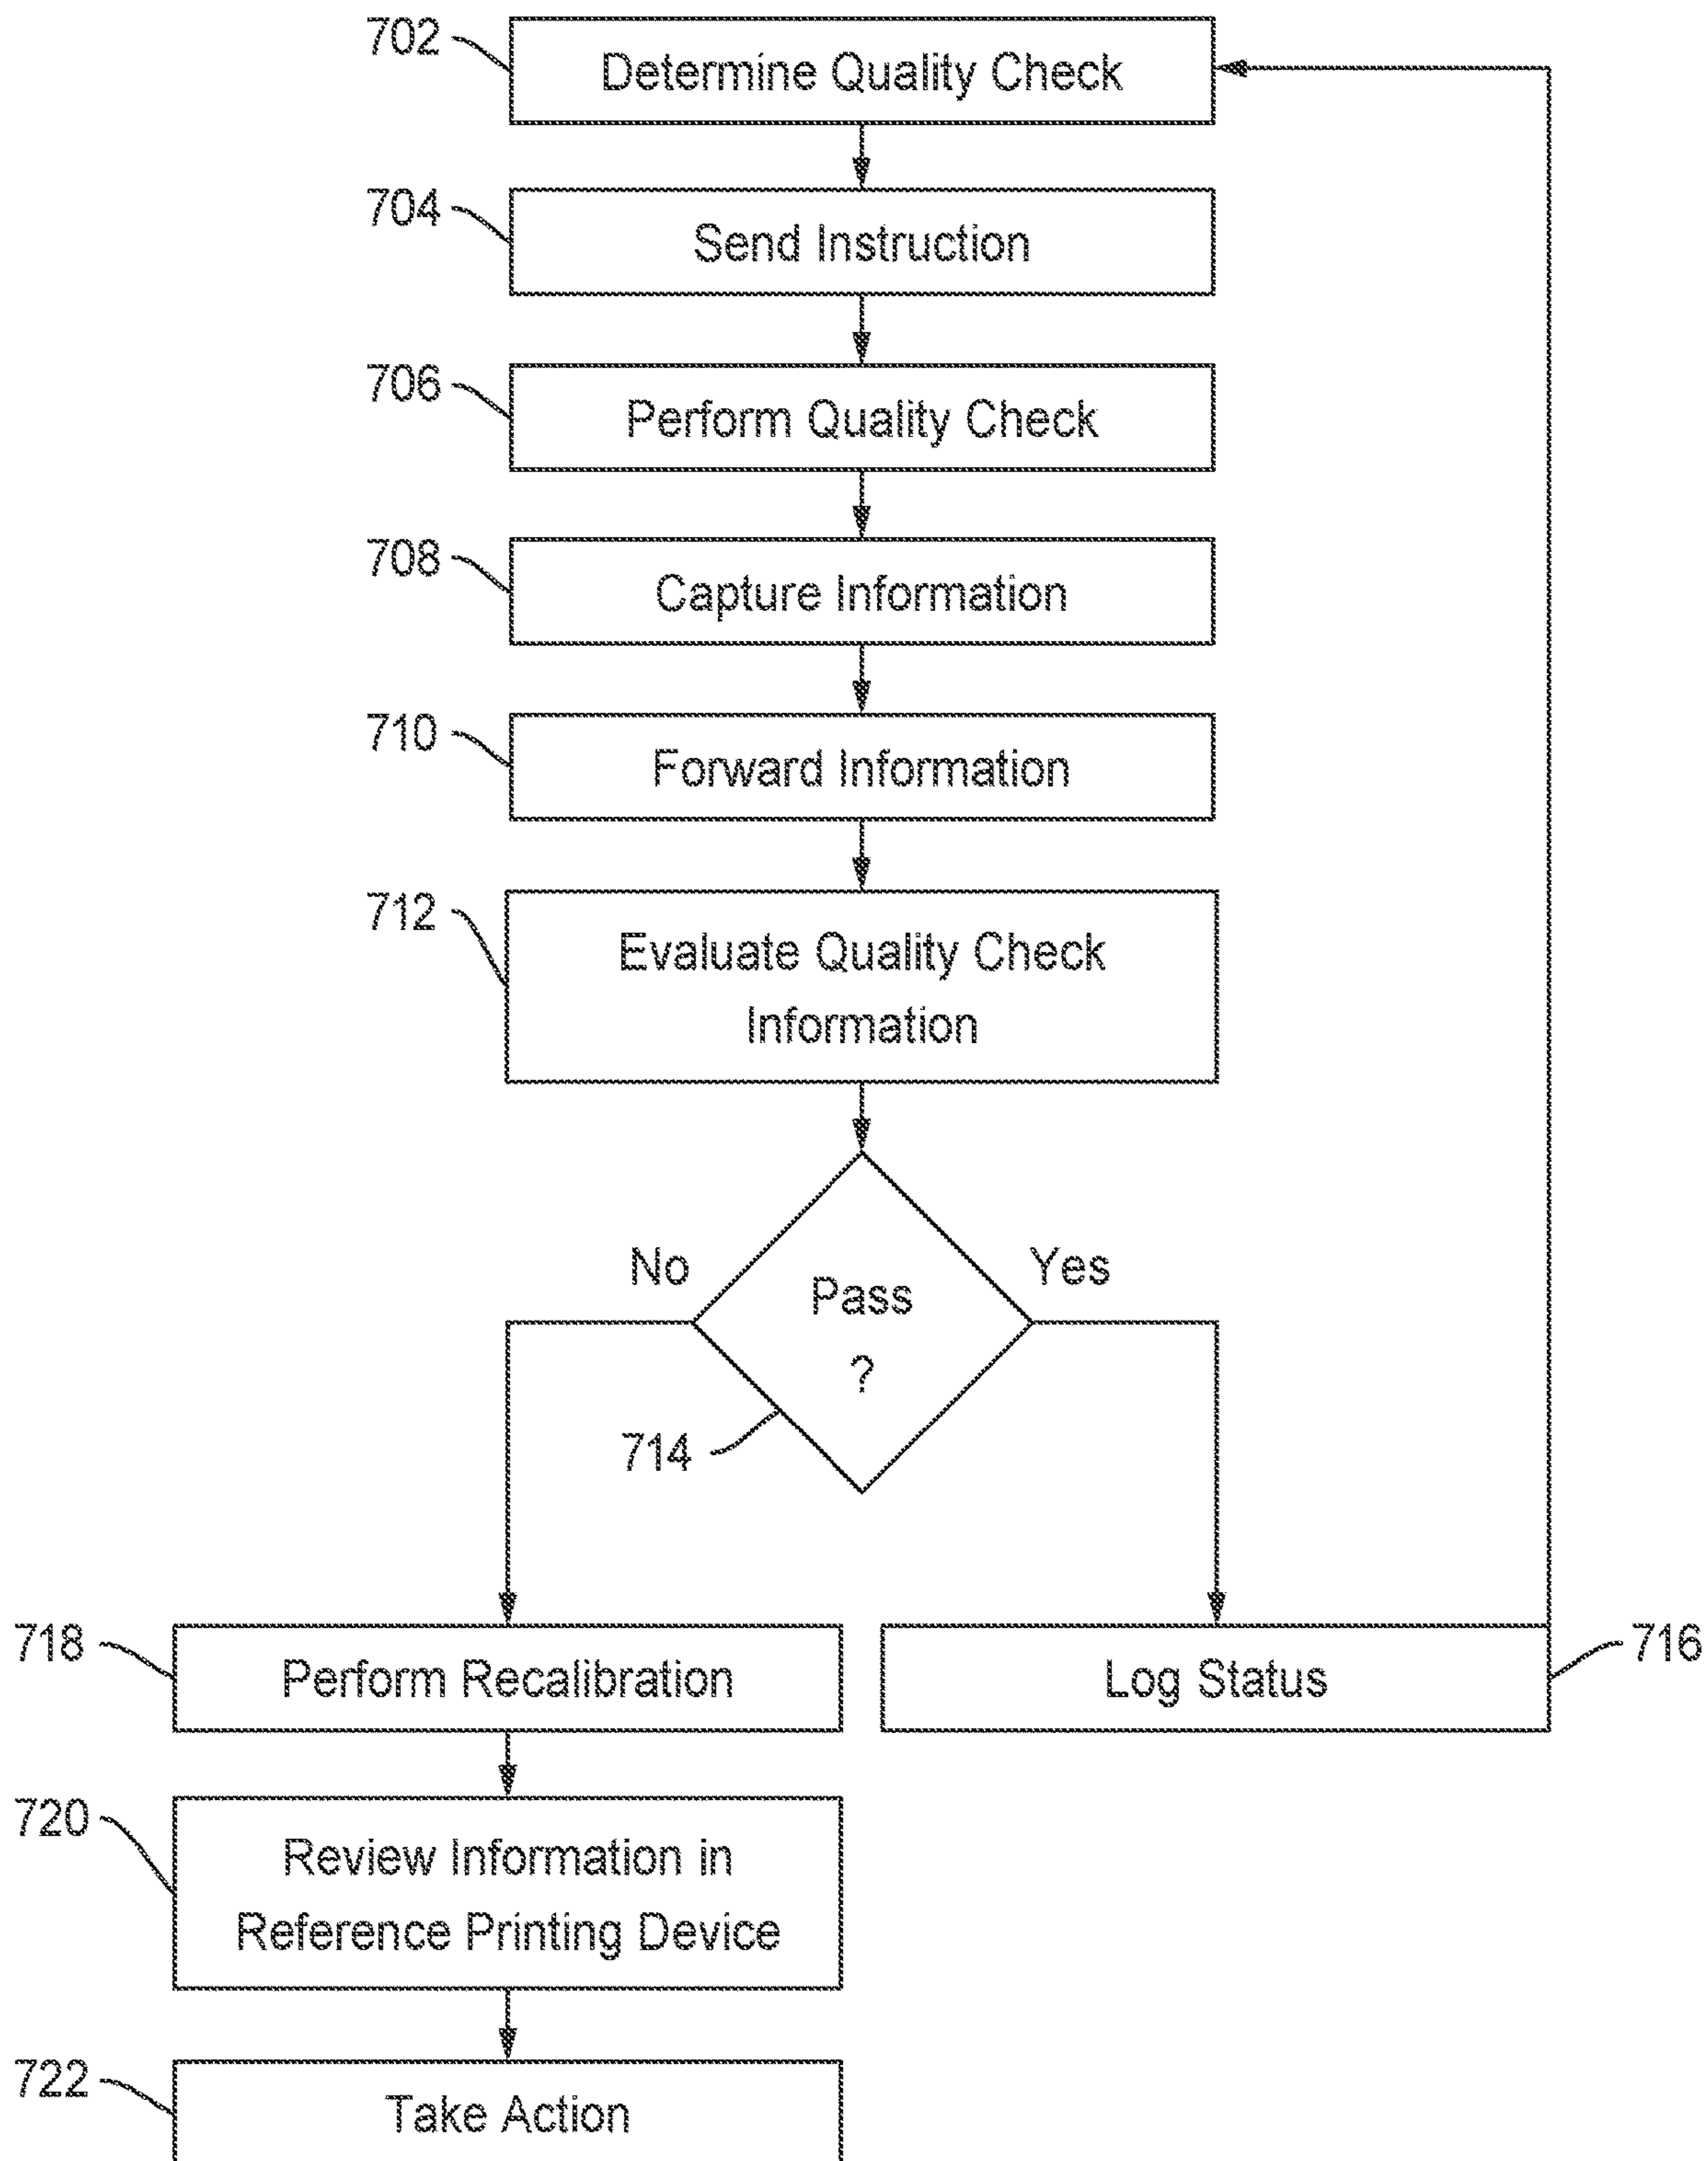 702
Determine Quality Check
704
Send Instruction
706
Perform Quality Check
708
Capture Information
710
Forward Information
712
Evaluate Quality Check
Information
No
Yes
Pass
?
714
718
Perform Recalibration
Log Status
716
720
Review Information in
Reference Printing Device
722
Take Action